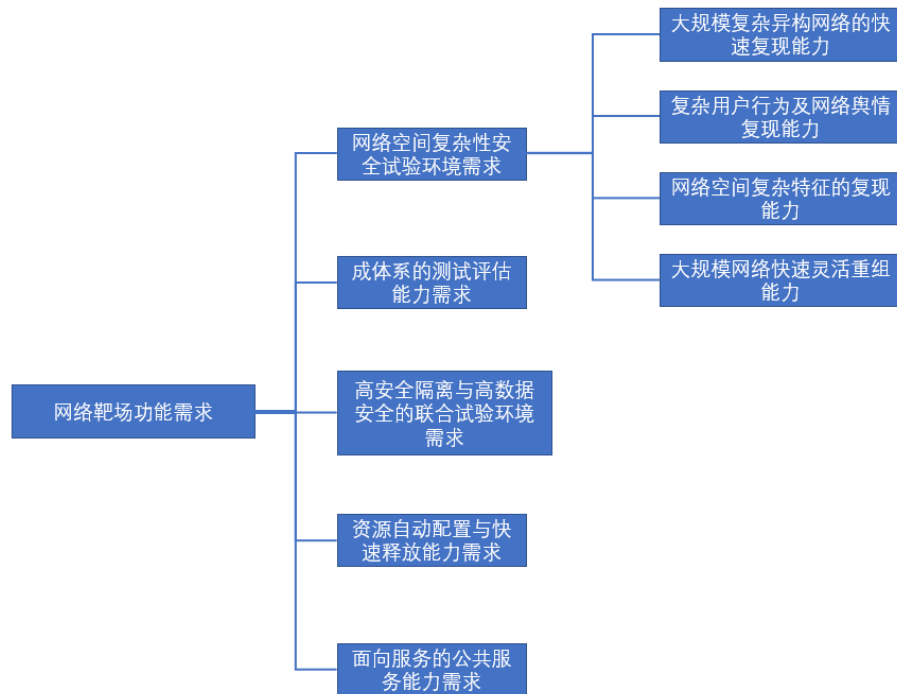 大规模复杂异构网络的快
速复现能力
复杂用户行为及网络舆情
复现能力
网络空间复杂性安
全试验环境需求
网络空间复杂特征的复现
能力
大规模网络快速灵活重组
能力
成体系的测试评估
能力需求
网络靶场功能需求
高安全隔离与高数据
安全的联合试验环境
需求
资源自动配置与快
速释放能力需求
面向服务的公共服
务能力需求